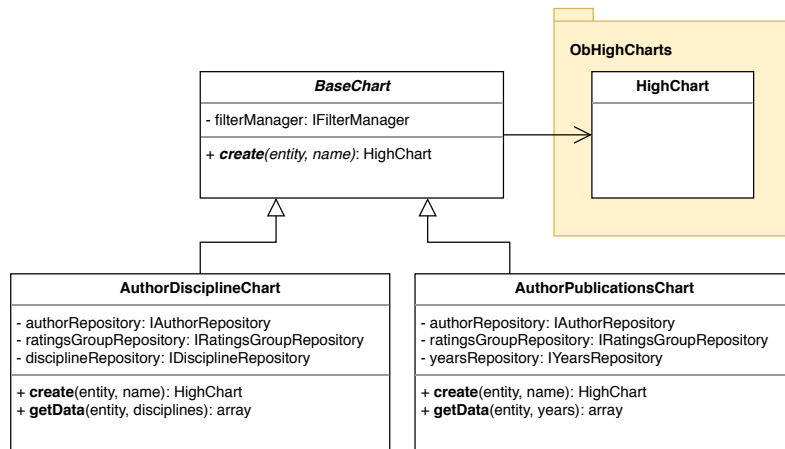 ObHighCharts
BaseChart
- filterManager: IFilterManager
+ create(entity, name): HighChart
HighChart
AuthorDisciplineChart
- authorRepository: IAuthorRepository
- ratingsGroupRepository: IRatingsGroupRepository
- disciplineRepository: IDisciplineRepository
+ create(entity, name): HighChart
+ getData(entity, disciplines): array
AuthorPublicationsChart
- authorRepository: IAuthorRepository
- ratingsGroupRepository: IRatingsGroupRepository
- yearsRepository: IYearsRepository
+ create(entity, name): HighChart
+ getData(entity, years): array